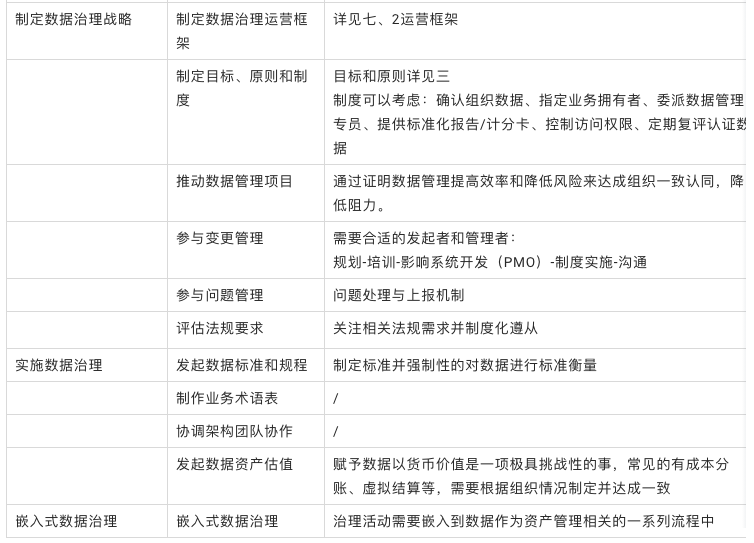 制定数据治理战略
制定数据治理运营框
架
详见七、2运营框架
制定目标、原则和制
度
目标和原则详见三
制度可以考虑：确认组织数据、指定业务拥有者、委派数据管理
专员、提供标准化报告/计分卡、控制访问权限、定期复评认证数
据
推动数据管理项目
通过证明数据管理提高效率和降低风险来达成组织一致认同，降
低阻力。
参与变更管理
需要合适的发起者和管理者：
规划-培训-影响系统开发（PMO）-制度实施-沟通
参与问题管理
问题处理与上报机制
评估法规要求
关注相关法规需求并制度化遵从
实施数据治理
发起数据标准和规程
制定标准并强制性的对数据进行标准衡量
制作业务术语表
/
协调架构团队协作
/
发起数据资产估值
赋予数据以货币价值是一项极具挑战性的事，常见的有成本分
账、虚拟结算等，需要根据组织情况制定并达成一致
嵌入式数据治理
嵌入式数据治理
治理活动需要嵌入到数据作为资产管理相关的一系列流程中